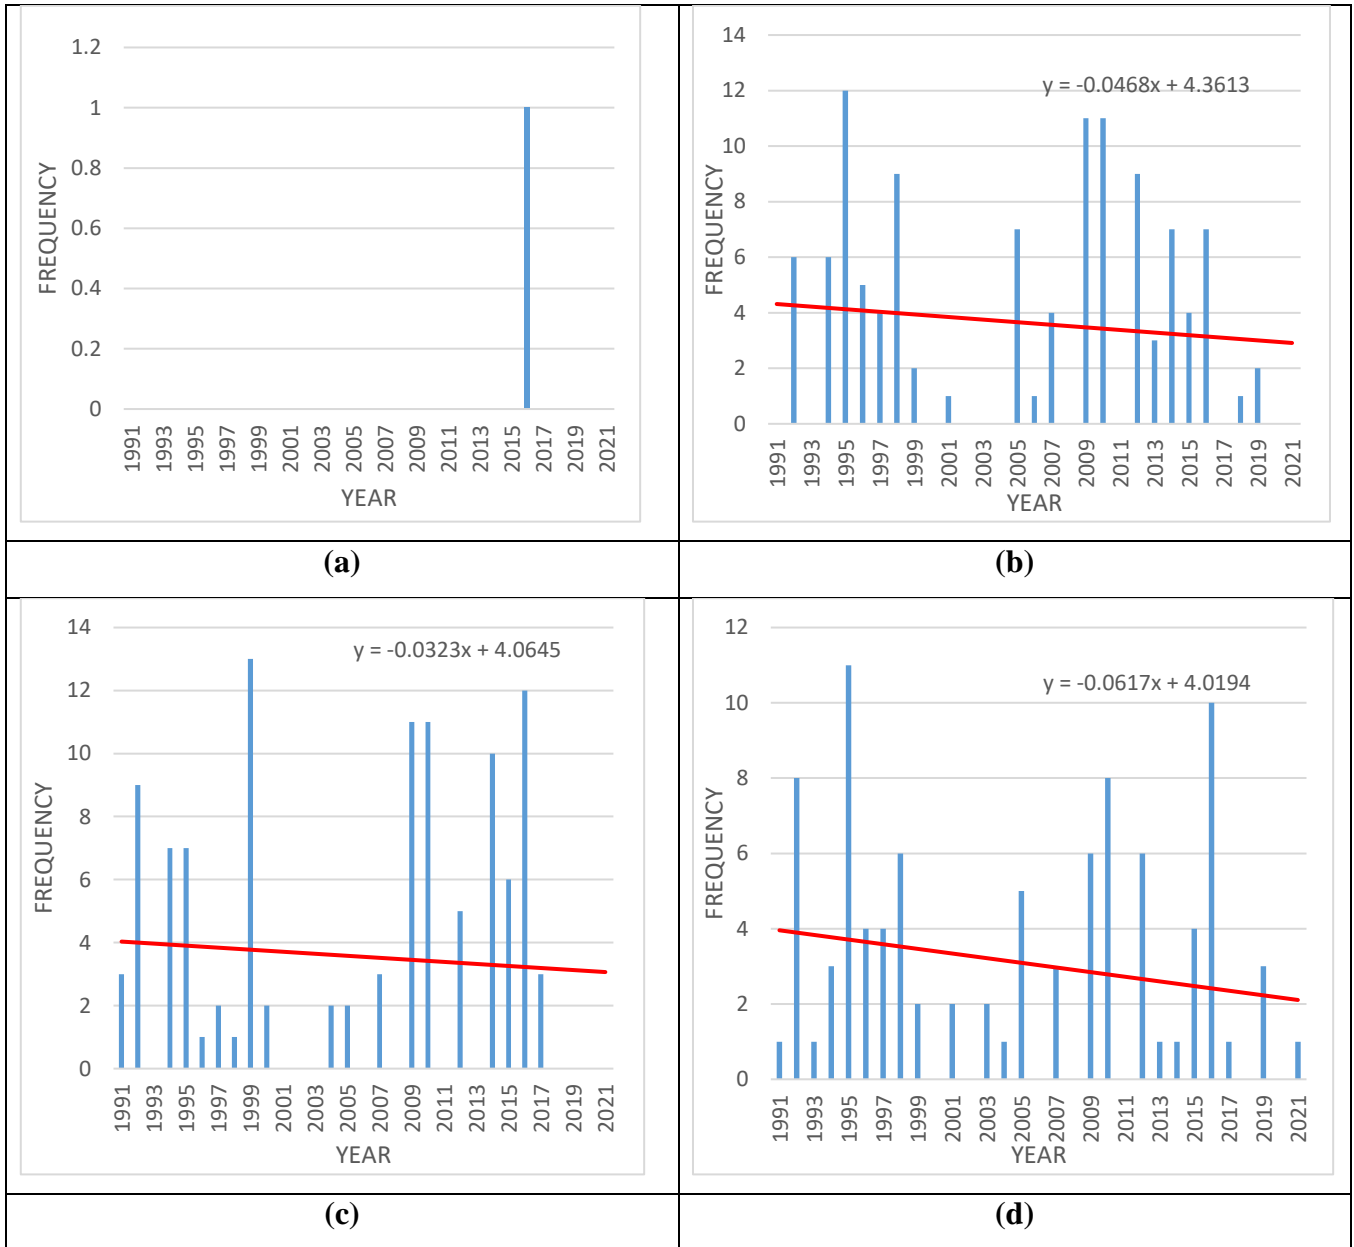 1.2
1
0.8
0.6
0.4
0.2
0
FREQUENCY
1991 1993 1995 1997 1999 2001 2003 2005 2007 2009 2011 2013 2015 2017 2019 2021
YEAR
(a)
14
12
10
8
6
4
2
0
FREQUENCY
y = -0.0468x + 4.3613
1991 1993 1995 1997 1999 2001 2003 2005 2007 2009 2011 2013 2015 2017 2019 2021
YEAR
(b)
14
12
10
8
6
4
2
0
FREQUENCY
y = -0.0323x + 4.0645
1991 1993 1995 1997 1999 2001 2003 2005 2007 2009 2011 2013 2015 2017 2019 2021
YEAR
(c)
12
10
8
6
4
2
0
FREQUENCY
y = -0.0617x + 4.0194
1991 1993 1995 1997 1999 2001 2003 2005 2007 2009 2011 2013 2015 2017 2019 2021
YEAR
(d)